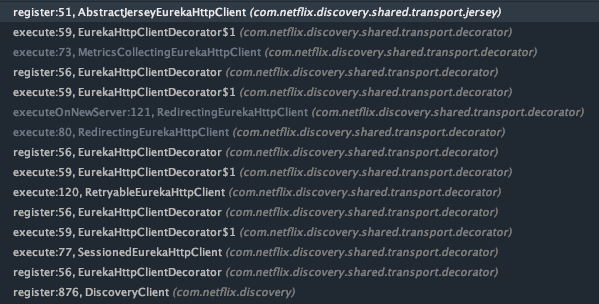 register:51, AbstractJerseyEurekaHttpClient (com.netflix.discovery.shared.transport.jersey)
execute:59, EurekaHttpClientDecorator$1 (com.netflix.discovery.shared.transport.decorator)
execute:73, MetricsCollectingEurekaHttpClient (com.netflix.discovery.shared.transport.decorator)
register:56, EurekaHttpClientDecorator (com.netflix.discovery.shared.transport.decorator)
execute:59, EurekaHttpClientDecorator$1 (com.netflix.discovery.shared.transport.decorator)
executeOnNewServer:121, RedirectingEurekaHttpClient (com.netflix.discovery.shared.transport.decorator)
execute:80, RedirectingEurekaHttpClient (com.netflix.discovery.shared.transport.decorator)
register:56, EurekaHttpClientDecorator (com.netflix.discovery.shared.transport.decorator)
execute:59, EurekaHttpClientDecorator$1 (com.netflix.discovery.shared.transport.decorator)
execute:120, RetryableEurekaHttpClient (com.netflix.discovery.shared.transport.decorator)
register:56, EurekaHttpClientDecorator (com.netflix.discovery.shared.transport.decorator)
execute:59, EurekaHttpClientDecorator$1 (com.netflix.discovery.shared.transport.decorator)
execute:77, SessionedEurekaHttpClient (com.netflix.discovery.shared.transport.decorator)
register:56, EurekaHttpClientDecorator (com.netflix.discovery.shared.transport.decorator)
register:876, DiscoveryClient (com.netflix.discovery)